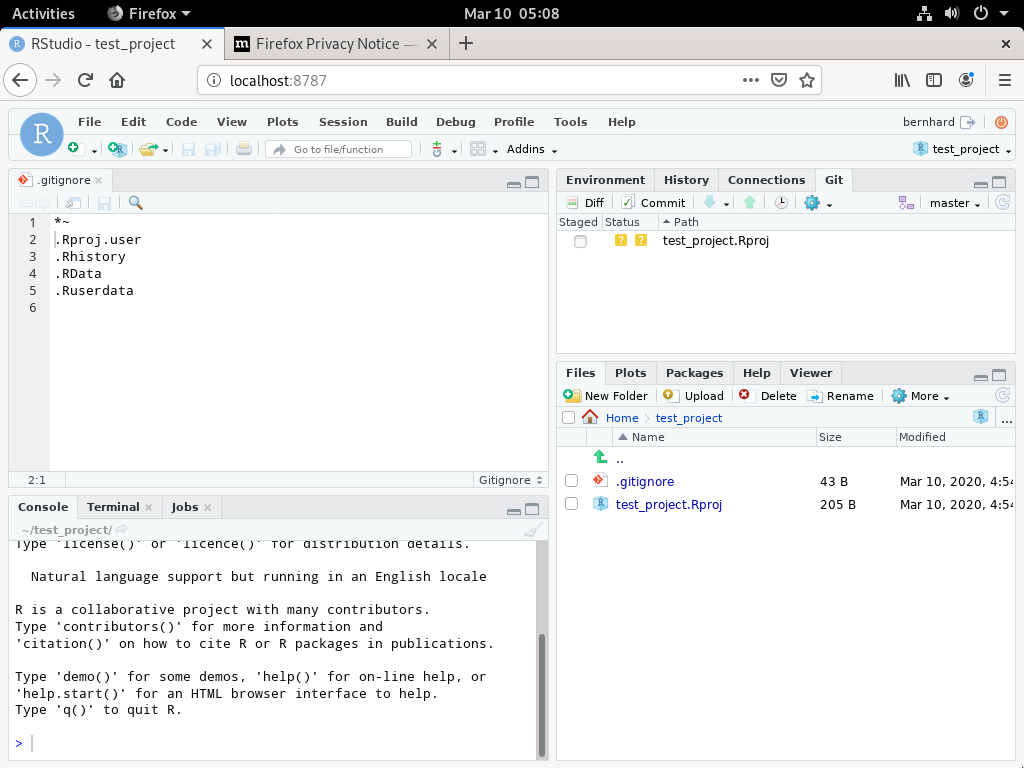 Activities Firefox Mar 10 05:08
RStudio - test_project Firefox Privacy Notice —
localhost:8787
File Edit Code View Plots Session Build Debug Profile Tools Help bernhard
Go to file/function Addins test_project
.gitignore
1 *~
2 .Rproj.user
3 .Rhistory
4 .RData
5 .Ruserdata
6
2:1 Gitignore
Console Terminal Jobs
~/test_project/
Type 'license()' or 'licence()' for distribution details.
Natural language support but running in an English locale
R is a collaborative project with many contributors.
Type 'contributors()' for more information and
'citation()' on how to cite R or R packages in publications.
Type 'demo()' for some demos, 'help()' for on-line help, or
'help.start()' for an HTML browser interface to help.
Type 'q()' to quit R.
>
Environment History Connections Git
Diff Commit master
Staged Status Path
? ? test_project.Rproj
Files Plots Packages Help Viewer
New Folder Upload Delete Rename More
Home test_project ...
Name Size Modified
..
.gitignore 43 B Mar 10, 2020, 4:54
test_project.Rproj 205 B Mar 10, 2020, 4:54